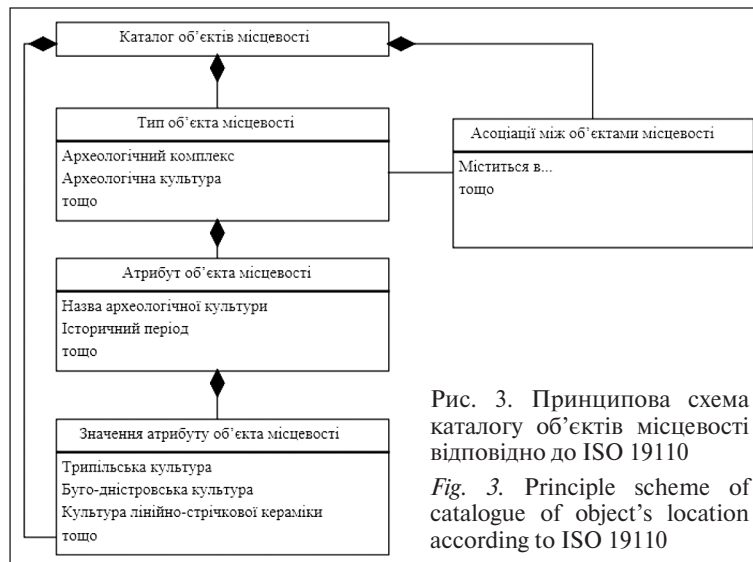 Каталог об’єктів місцевості
Тип об’єкта місцевості
Археологічний комплекс
Археологічна культура
тощо
Асоціації між об’єктами місцевості
Міститься в...
тощо
Атрибут об’єкта місцевості
Назва археологічної культури
Історичний період
тощо
Значення атрибуту об’єкта місцевості
Трипільська культура
Буго-дністровська культура
Культура лінійно-стрічкової кераміки
тощо
Рис. 3. Принципова схема
каталогу об’єктів місцевості
відповідно до ISO 19110
Fig. 3. Principle scheme of
catalogue of object’s location
according to ISO 19110